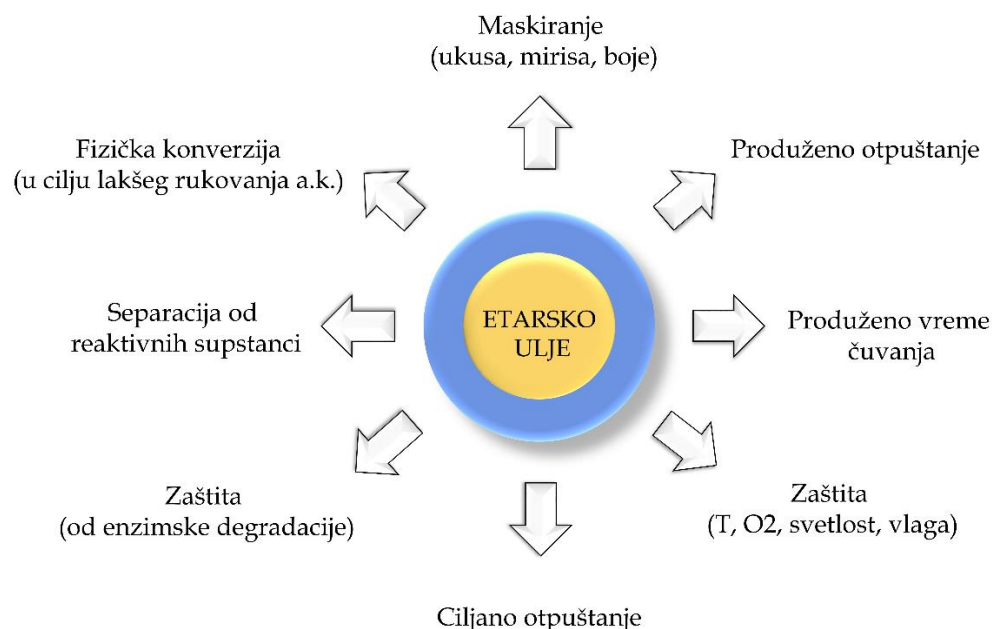 Maskiranje
(ukusa, mirisa, boje)
Fizička konverzija
(u cilju lakšeg rukovanja a.k.)
Produženo otpuštanje
Separacija od
reaktivnih supstanci
ETARSKO
ULJE
Produženo vreme
čuvanja
Zaštita
(od enzimske degradacije)
Zaštita
(T, O2, svetlost, vlaga)
Ciljano otpuštanje